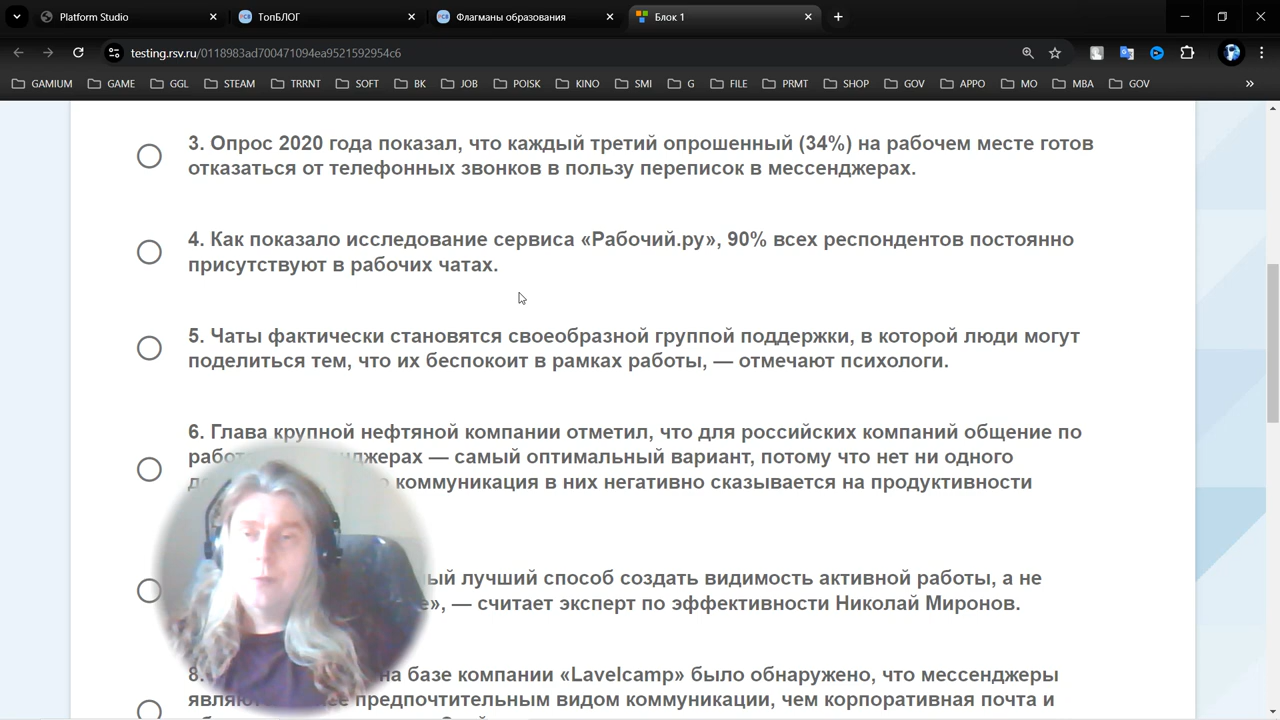 Platform Studio
ТопБЛОГ
Флагманы образования
Блок 1
testing.rsv.ru/0118983ad700471094ea9521592954c6
GAMIUM GAME GGL STEAM TRRNT SOFT BK JOB POISK KINO SMI G FILE PRMT SHOP GOV APPO MO MBA GOV
3. Опрос 2020 года показал, что каждый третий опрошенный (34%) на рабочем месте готов
отказаться от телефонных звонков в пользу переписок в мессенджерах.
4. Как показало исследование сервиса «Рабочий.ру», 90% всех респондентов постоянно
присутствуют в рабочих чатах.
5. Чаты фактически становятся своеобразной группой поддержки, в которой люди могут
поделиться тем, что их беспокоит в рамках работы, — отмечают психологи.
6. Глава крупной нефтяной компании отметил, что для российских компаний общение по
— самый оптимальный вариант, потому что нет ни одного
коммуникация в них негативно сказывается на продуктивности
лучший способ создать видимость активной работы, а не
— считает эксперт по эффективности Николай Миронов.
8. на базе компании «Lavelcamp» было обнаружено, что мессенджеры
предпочтительным видом коммуникации, чем корпоративная почта и